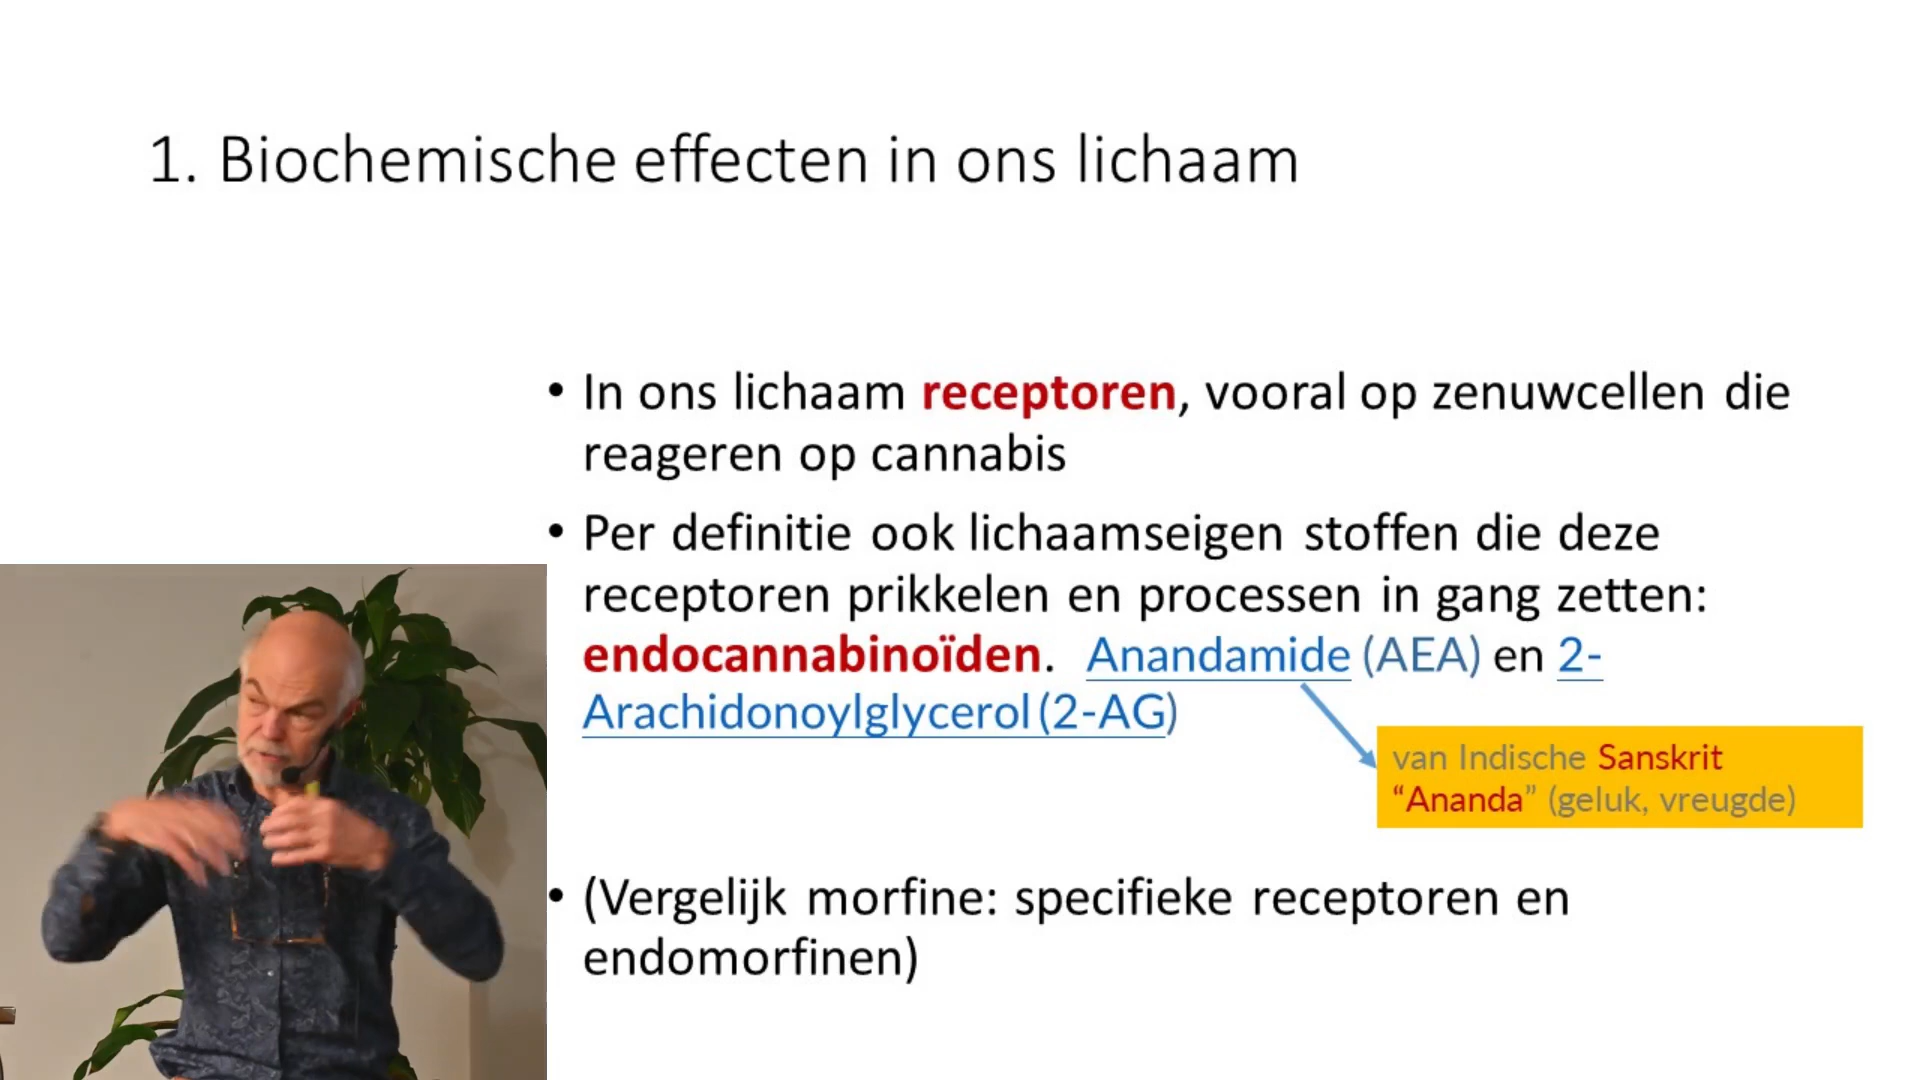 1. Biochemische effecten in ons lichaam
• In ons lichaam receptoren, vooral op zenuwcellen die
reageren op cannabis
• Per definitie ook lichaamseigen stoffen die deze
receptoren prikkelen en processen in gang zetten:
endocannabinoïden. Anandamide (AEA) en 2-
Arachidonoylglycerol (2-AG)
van Indische Sanskrit
“Ananda” (geluk, vreugde)
• (Vergelijk morfine: specifieke receptoren en
endomorfinen)